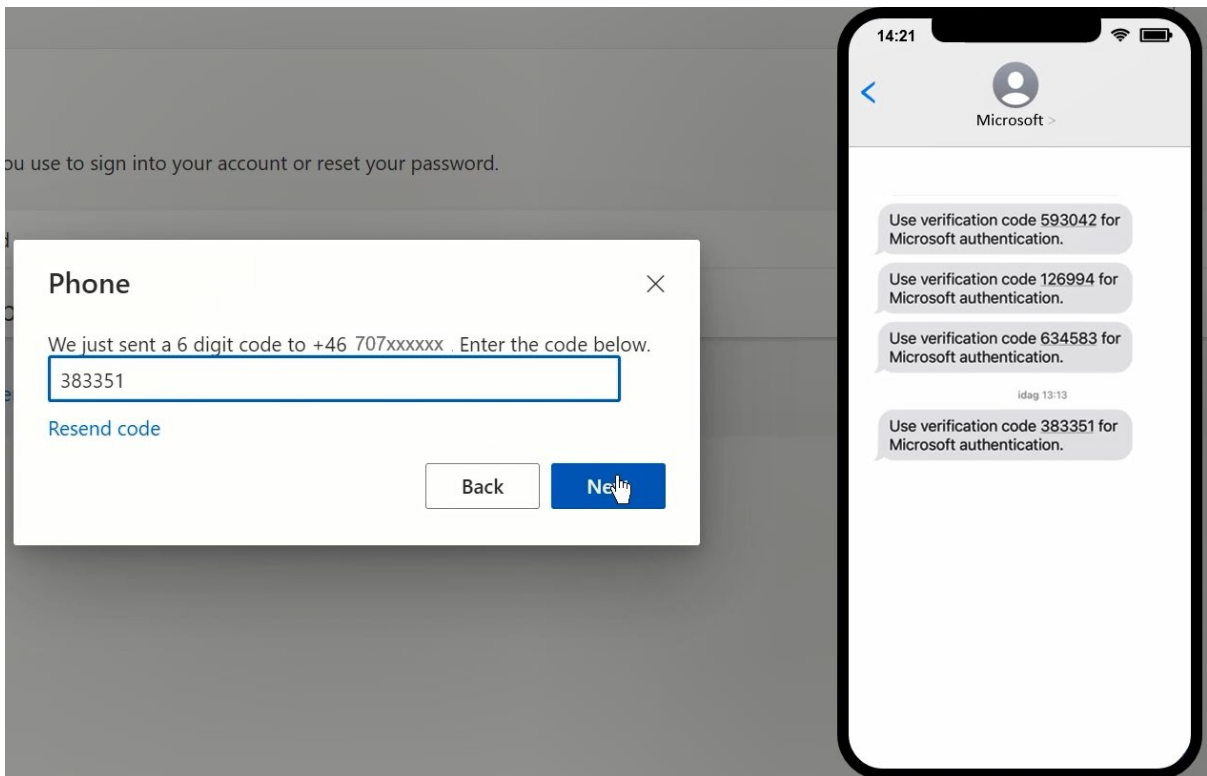 ou use to sign into your account or reset your password.
Phone
We just sent a 6 digit code to +46 707xxxxxx . Enter the code below.
383351
Resend code
Back
14:21
Microsoft >
Use verification code 593042 for
Microsoft authentication.
Use verification code 126994 for
Microsoft authentication.
Use verification code 634583 for
Microsoft authentication.
idag 13:13
Use verification code 383351 for
Microsoft authentication.